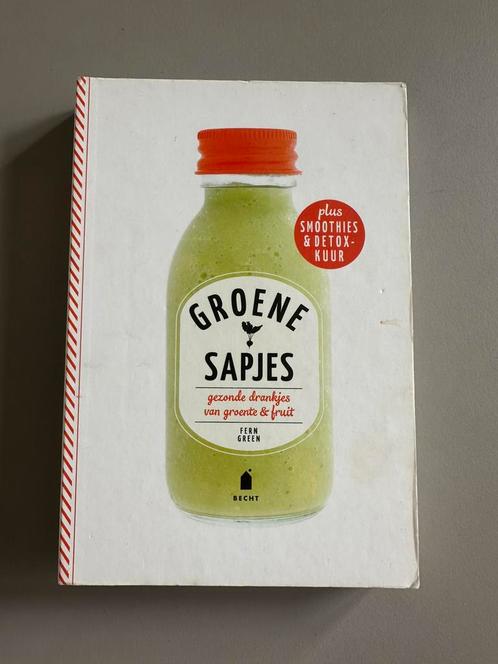 plus
SMOOTHIES
& DETOX-
KUUR
GROENE
SAPJES
gezonde drankjes
van groente & fruit
FERN
GREEN
BECHT